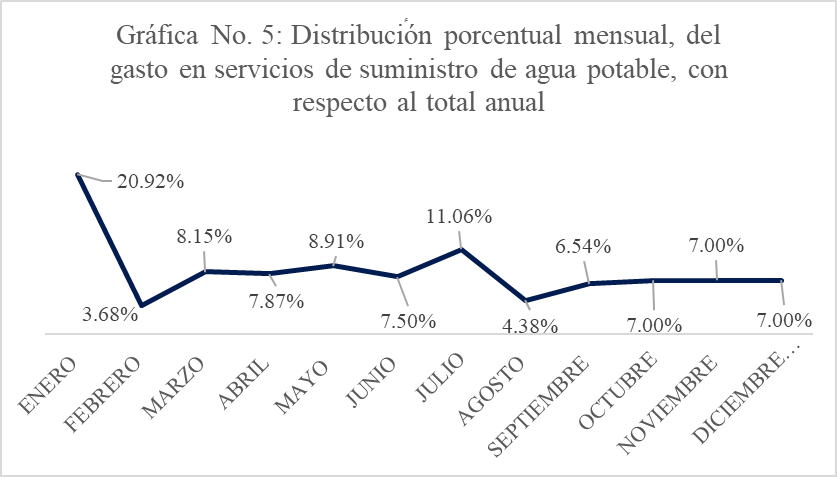 Gráfica No. 5: Distribución porcentual mensual, del
gasto en servicios de suministro de agua potable, con
respecto al total anual
20.92%
3.68%
8.15%
7.87%
8.91%
7.50%
11.06%
4.38%
6.54%
7.00%
7.00%
7.00%
ENERO
FEBRERO
MARZO
ABRIL
MAYO
JUNIO
JULIO
AGOSTO
SEPTIEMBRE
OCTUBRE
NOVIEMBRE
DICIEMBRE…